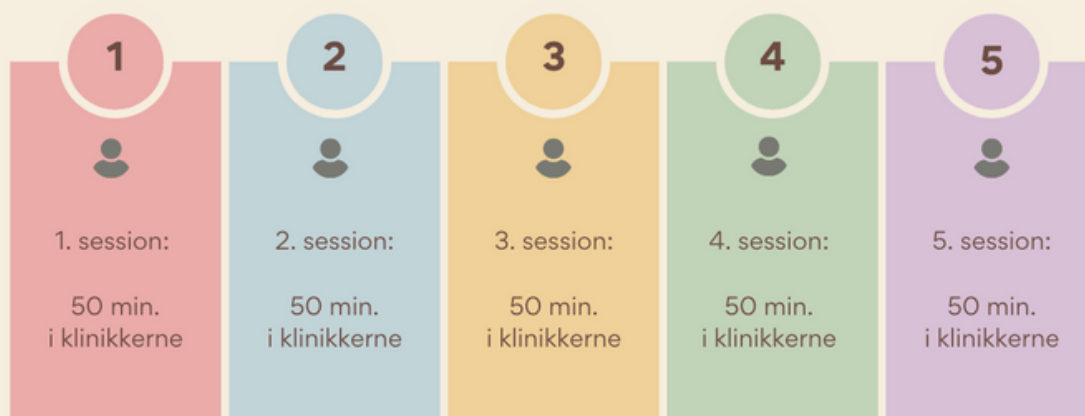 1
1. session:
50 min.
i klinikkerne
2
2. session:
50 min.
i klinikkerne
3
3. session:
50 min.
i klinikkerne
4
4. session:
50 min.
i klinikkerne
5
5. session:
50 min.
i klinikkerne